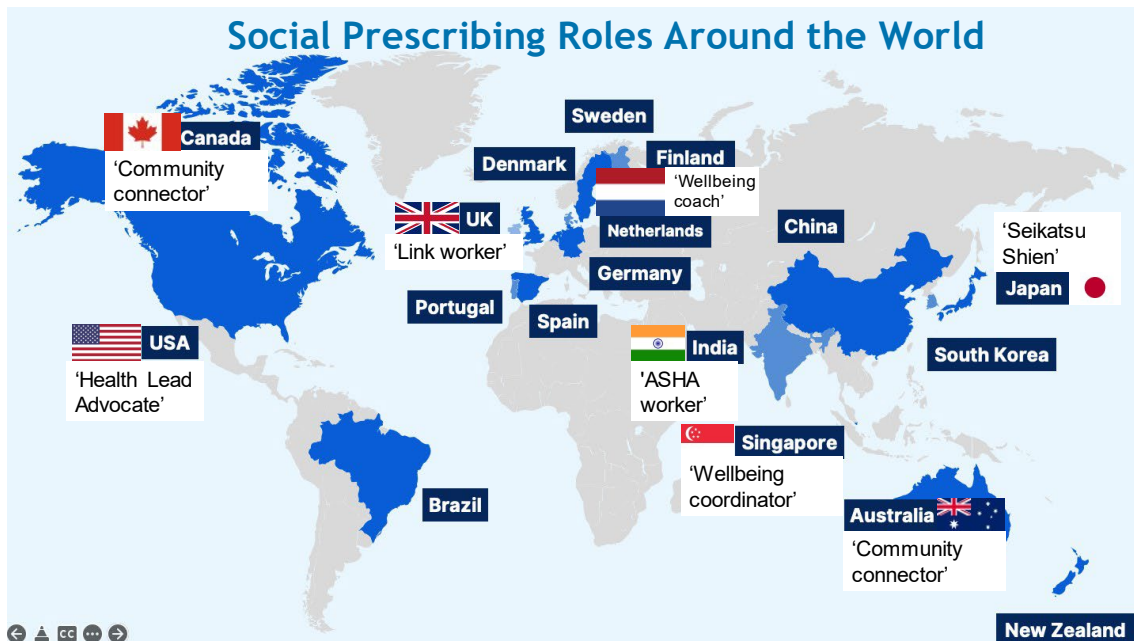 Social Prescribing Roles Around the World
Canada
‘Community
connector’
Sweden
Denmark
Finland
‘Wellbeing
coach’
Netherlands
UK
‘Link worker’
Germany
Portugal
Spain
China
‘Seikatsu
Shien’
Japan
South Korea
USA
‘Health Lead
Advocate’
India
'ASHA
worker’
Singapore
‘Wellbeing
coordinator’
Brazil
Australia
‘Community
connector’
New Zealand
CC